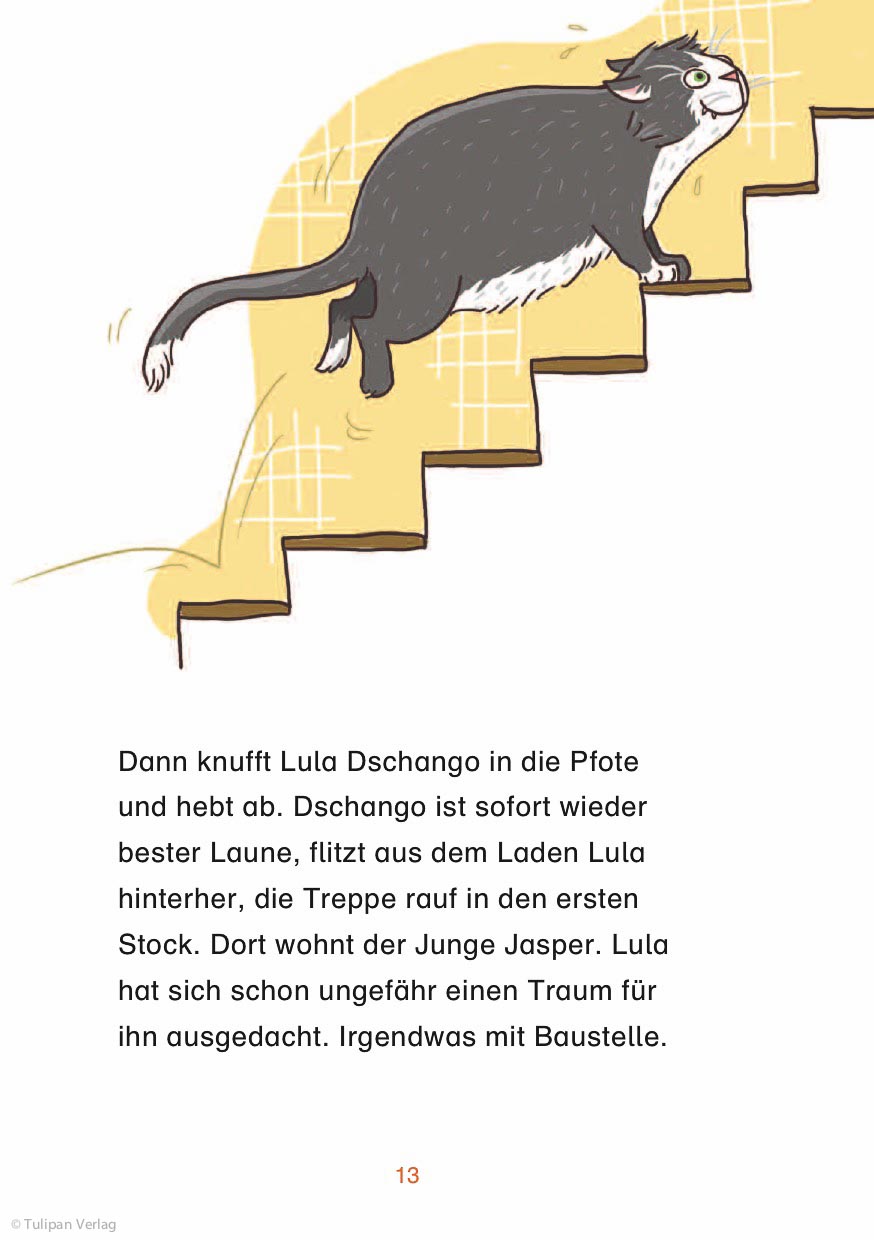 Dann knufft Lula Dschango in die Pfote
und hebt ab. Dschango ist sofort wieder
bester Laune, flitzt aus dem Laden Lula
hinterher, die Treppe rauf in den ersten
Stock. Dort wohnt der Junge Jasper. Lula
hat sich schon ungefähr einen Traum für
ihn ausgedacht. Irgendwas mit Baustelle.
13
© Tulipan Verlag